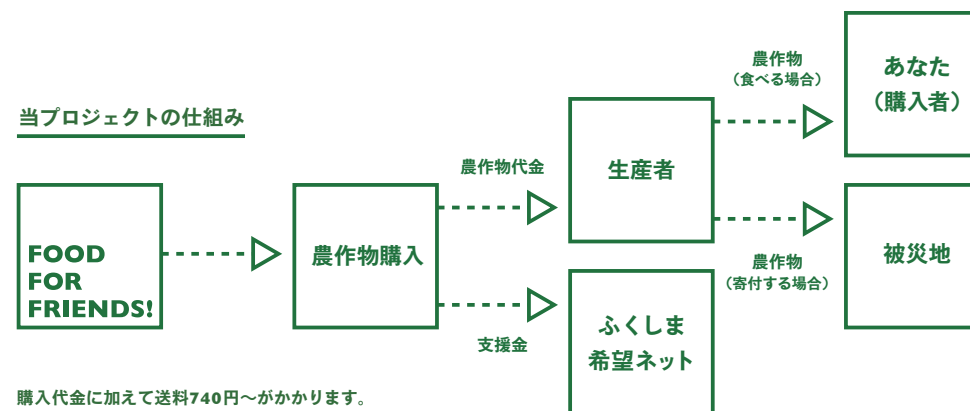 当プロジェクトの仕組み
FOOD
FOR
FRIENDS!
農作物購入
農作物代金
支援金
生産者
ふくしま
希望ネット
農作物
（食べる場合）
農作物
（寄付する場合）
あなた
（購入者）
被災地
購入代金に加えて送料740円〜がかかります。